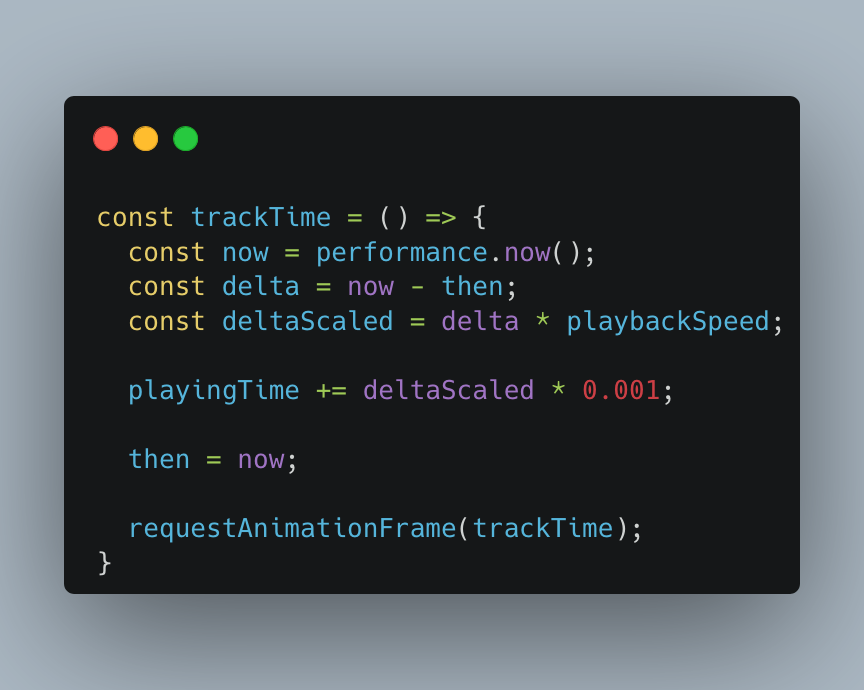 const trackTime = () => {
  const now = performance.now();
  const delta = now - then;
  const deltaScaled = delta * playbackSpeed;

  playingTime += deltaScaled * 0.001;

  then = now;

  requestAnimationFrame(trackTime);
}